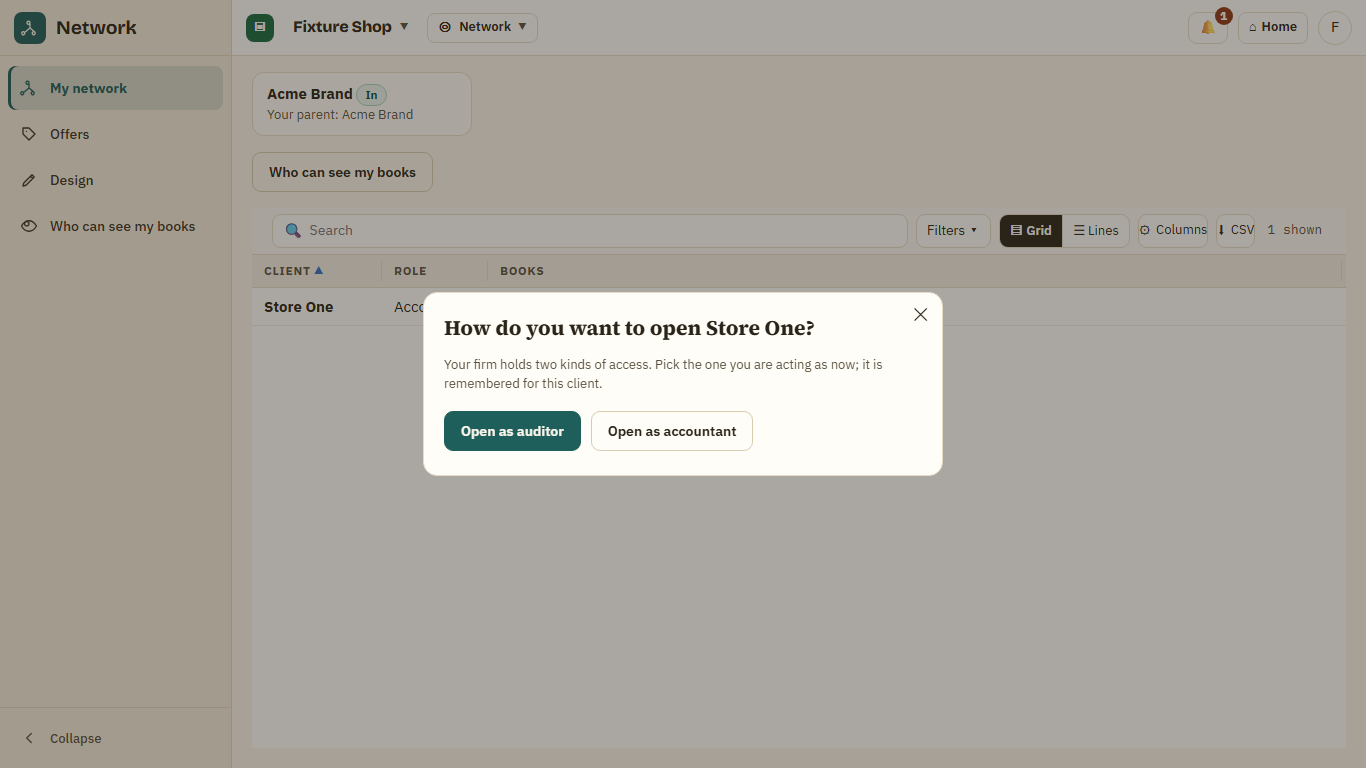 Network
Fixture Shop ▼
Network ▼
1
Home
F
My network
Offers
Design
Who can see my books
Acme Brand In
Your parent: Acme Brand
Who can see my books
Search
Filters ▾
Grid
Lines
Columns
CSV
1 shown
CLIENT ▲
ROLE
BOOKS
Store One
How do you want to open Store One?
Your firm holds two kinds of access. Pick the one you are acting as now; it is
remembered for this client.
Open as auditor
Open as accountant
Collapse